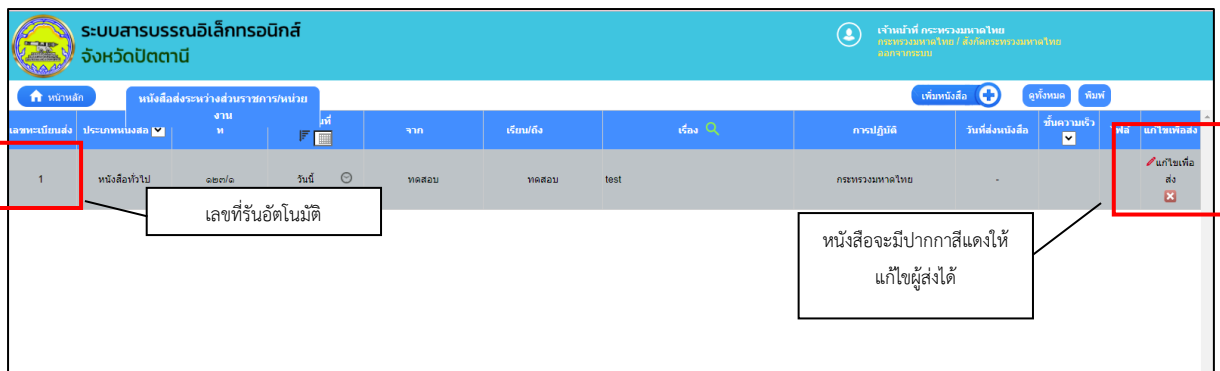 ระบบสารบรรณอิเล็กทรอนิกส์
จังหวัดปัตตานี
เจ้าหน้าที่ กระทรวงมหาดไทย
กระทรวงมหาดไทย / สังกัดกระทรวงมหาดไทย
ออกจากระบบ
หน้าหลัก
หนังสือส่งระหว่างส่วนราชการ/หน่วย
งาน
เพิ่มหนังสือ
ดูทั้งหมด
พิมพ์
เลขทะเบียนส่ง ประเภทหนังสือ ที่ จาก เรียน/ถึง เรื่อง การปฏิบัติ วันที่ส่งหนังสือ ชั้นความเร็ว ไฟล์ แก้ไขเพื่อส่ง
1 หนังสือทั่วไป ๑๒๓/๑ วันนี้ ทดสอบ ทดสอบ test กระทรวงมหาดไทย - แก้ไขเพื่อ
ส่ง
เลขที่รันอัตโนมัติ
หนังสือจะมีปากกาสีแดงให้
แก้ไขผู้ส่งได้